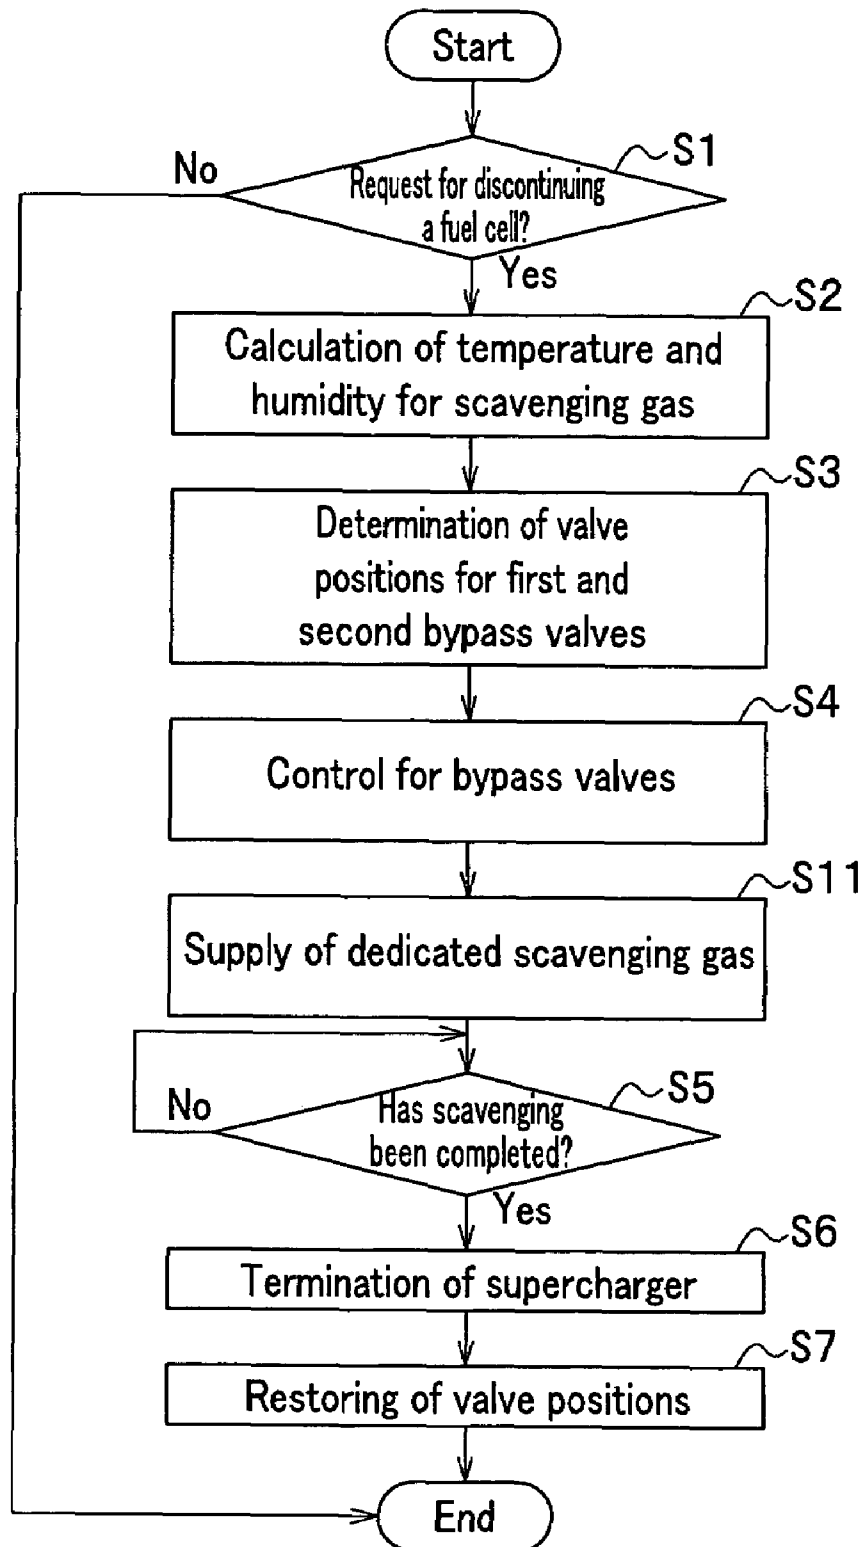 Start
S1
No
Request for discontinuing
a fuel cell?
Yes
S2
Calculation of temperature and
humidity for scavenging gas
S3
Determination of valve
positions for first and
second bypass valves
S4
Control for bypass valves
S11
Supply of dedicated scavenging gas
S5
No
Has scavenging
been completed?
Yes
S6
Termination of supercharger
S7
Restoring of valve positions
End